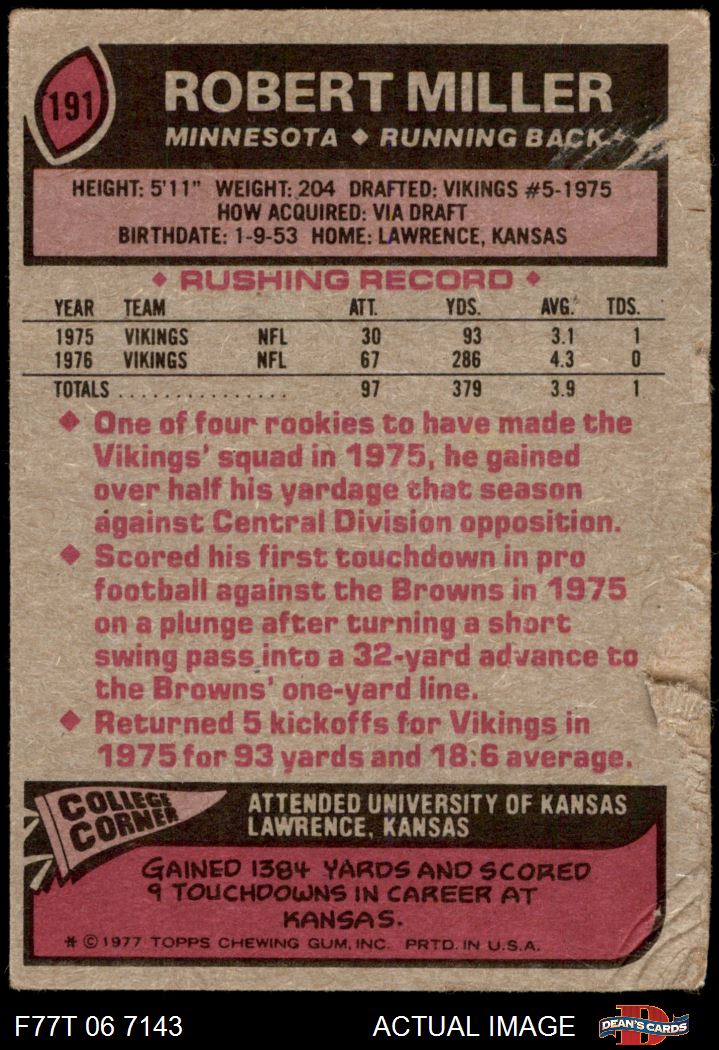 191
ROBERT MILLER
MINNESOTA ♦ RUNNING BACK
HEIGHT: 5'11" WEIGHT: 204 DRAFTED: VIKINGS #5-1975
HOW ACQUIRED: VIA DRAFT
BIRTHDATE: 1-9-53 HOME: LAWRENCE, KANSAS
♦ RUSHING RECORD ♦
YEAR TEAM ATT. YDS. AVG. TDS.
1975 VIKINGS NFL 30 93 3.1 1
1976 VIKINGS NFL 67 286 4.3 0
TOTALS ................ 97 379 3.9 1
♦ One of four rookies to have made the
Vikings' squad in 1975, he gained
over half his yardage that season
against Central Division opposition.
♦ Scored his first touchdown in pro
football against the Browns in 1975
on a plunge after turning a short
swing pass into a 32-yard advance to
the Browns' one-yard line.
♦ Returned 5 kickoffs for Vikings in
1975 for 93 yards and 18.6 average.
COLLEGE
CORNER
ATTENDED UNIVERSITY OF KANSAS
LAWRENCE, KANSAS
GAINED 1384 YARDS AND SCORED
9 TOUCHDOWNS IN CAREER AT
KANSAS.
* © 1977 TOPPS CHEWING GUM, INC. PRTD. IN U.S.A.
F77T 06 7143 ACTUAL IMAGE
D
DEAN'S CARDS